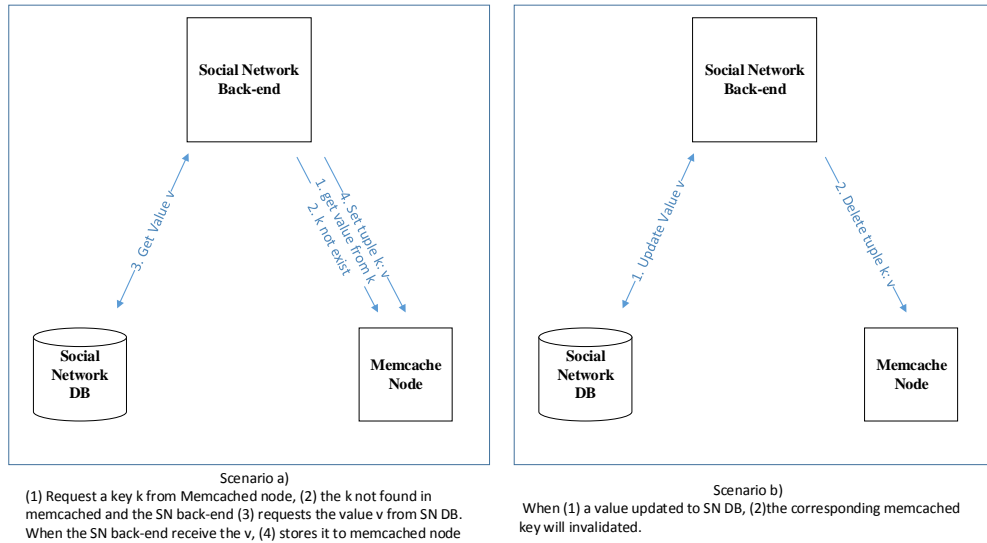 Social Network
Back-end
3. Get Value v
1. get value from k
2. k not exist
4. Set tuple k: v
Social
Network
DB
Memcache
Node
Scenario a)
(1) Request a key k from Memcached node, (2) the k not found in
memcached and the SN back-end (3) requests the value v from SN DB.
When the SN back-end receive the v, (4) stores it to memcached node
Social Network
Back-end
1. Update Value v
2. Delete tuple k: v
Social
Network
DB
Memcache
Node
Scenario b)
When (1) a value updated to SN DB, (2)the corresponding memcached
key will invalidated.